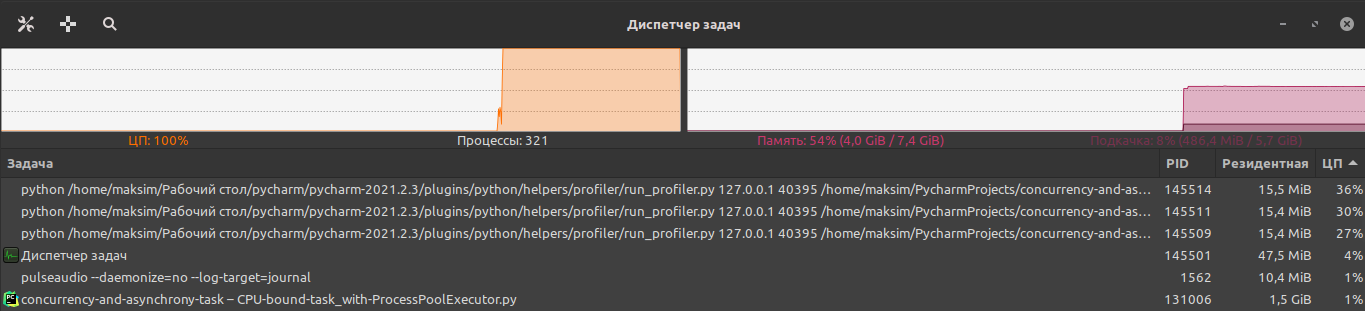 Диспетчер задач
ЦП: 100% Процессы: 321 Память: 54% (4,0 GiB / 7,4 GiB) Подкачка: 8% (486,4 MiB / 5,7 GiB)
Задача PID Резидентная ЦП
python /home/maksim/Рабочий стол/pycharm/pycharm-2021.2.3/plugins/python/helpers/profiler/run_profiler.py 127.0.0.1 40395 /home/maksim/PycharmProjects/concurrency-and-as... 145514 15,5 MiB 36%
python /home/maksim/Рабочий стол/pycharm/pycharm-2021.2.3/plugins/python/helpers/profiler/run_profiler.py 127.0.0.1 40395 /home/maksim/PycharmProjects/concurrency-and-as... 145511 15,4 MiB 30%
python /home/maksim/Рабочий стол/pycharm/pycharm-2021.2.3/plugins/python/helpers/profiler/run_profiler.py 127.0.0.1 40395 /home/maksim/PycharmProjects/concurrency-and-as... 145509 15,4 MiB 27%
Диспетчер задач 145501 47,5 MiB 4%
pulseaudio --daemonize=no --log-target=journal 1562 10,4 MiB 1%
PC concurrency-and-asynchrony-task – CPU-bound-task_with-ProcessPoolExecutor.py 131006 1,5 GiB 1%